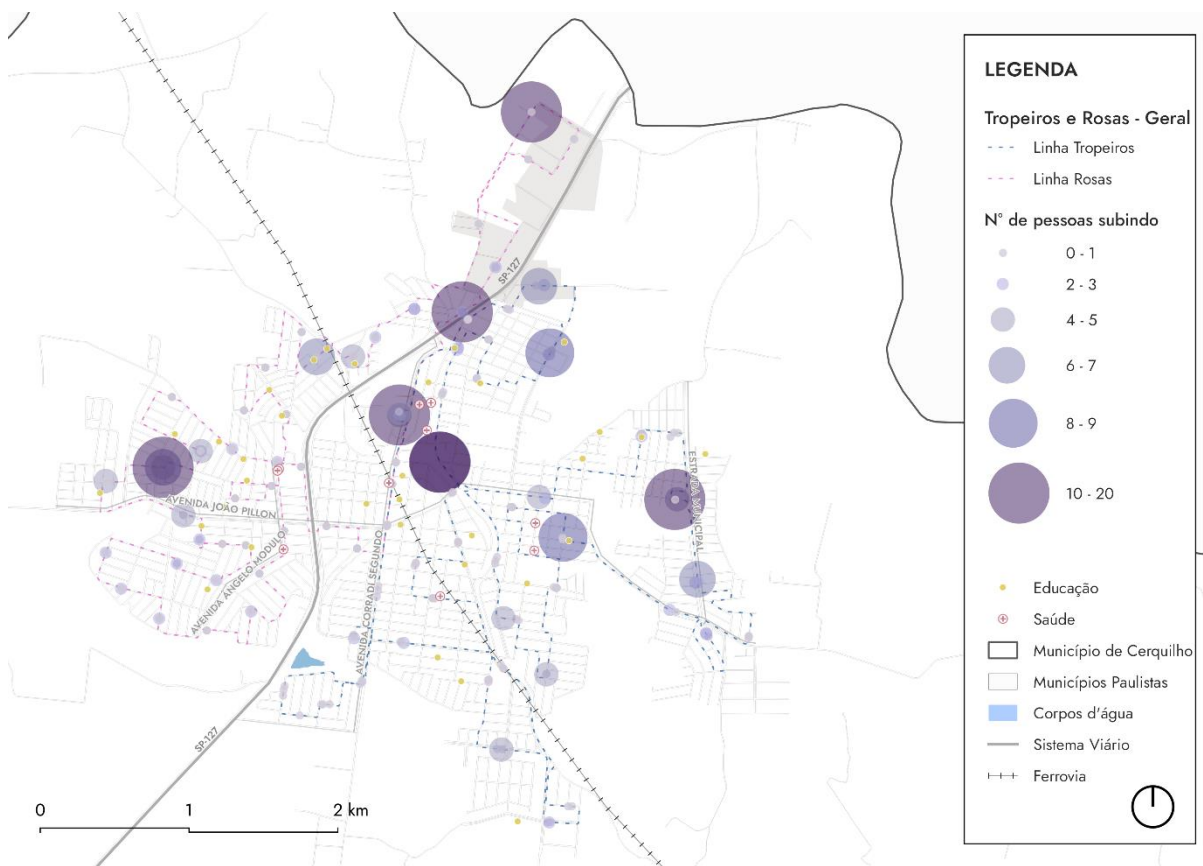 LEGENDA
Tropeiros e Rosas - Geral
Linha Tropeiros
Linha Rosas
N° de pessoas subindo
0 - 1
2 - 3
4 - 5
6 - 7
8 - 9
10 - 20
Educação
Saúde
Município de Cerquilho
Municípios Paulistas
Corpos d'água
Sistema Viário
Ferrovia
SP-127
AVENIDA JOÃO PILLON
AVENIDA ÂNGELO MODULO
AVENIDA CORRADI SEGUNDO
ESTRADA MUNICIPAL
SP-127
0 1 2 km